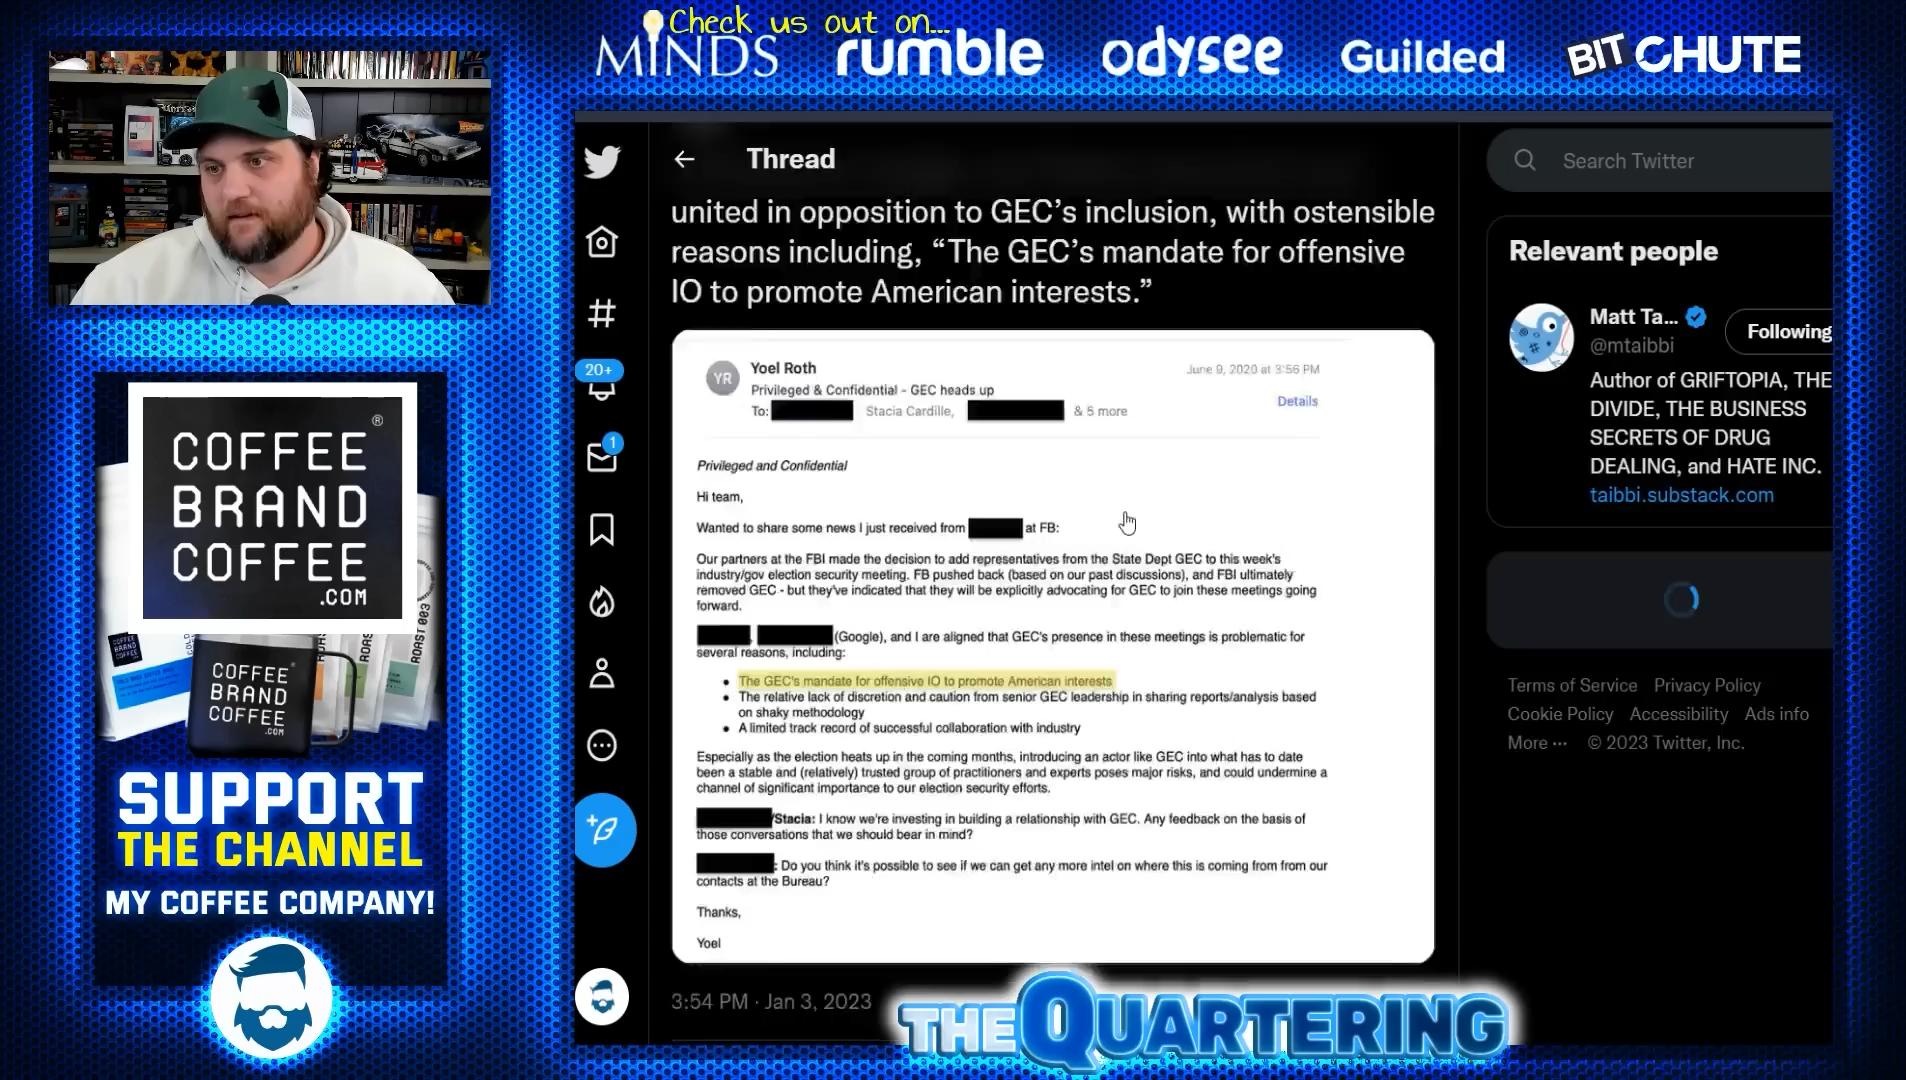 Check us out on...
MINDS
rumble
odysee
Guilded
BITCHUTE
COFFEE
BRAND
COFFEE
.COM
®
COFFEE
BRAND
COFFEE
.COM
ROAST003
SUPPORT
THE CHANNEL
MY COFFEE COMPANY!
20+
1
Thread
united in opposition to GEC’s inclusion, with ostensible
reasons including, “The GEC’s mandate for offensive
IO to promote American interests.”
YR
Yoel Roth
June 9, 2020 at 3:56 PM
Privileged & Confidential - GEC heads up
To: Stacia Cardille, & 5 more
Details
Privileged and Confidential
Hi team,
Wanted to share some news I just received from at FB:
Our partners at the FBI made the decision to add representatives from the State Dept GEC to this week's
industry/gov election security meeting. FB pushed back (based on our past discussions), and FBI ultimately
removed GEC - but they've indicated that they will be explicitly advocating for GEC to join these meetings going
forward.
, (Google), and I are aligned that GEC's presence in these meetings is problematic for
several reasons, including:
• The GEC's mandate for offensive IO to promote American interests
• The relative lack of discretion and caution from senior GEC leadership in sharing reports/analysis based
on shaky methodology
• A limited track record of successful collaboration with industry
Especially as the election heats up in the coming months, introducing an actor like GEC into what has to date
been a stable and (relatively) trusted group of practitioners and experts poses major risks, and could undermine a
channel of significant importance to our election security efforts.
/Stacia: I know we're investing in building a relationship with GEC. Any feedback on the basis of
those conversations that we should bear in mind?
: Do you think it's possible to see if we can get any more intel on where this is coming from from our
contacts at the Bureau?
Thanks,
Yoel
3:54 PM · Jan 3, 2023
THE QUARTERING
Search Twitter
Relevant people
Matt Ta...
@mtaibbi
Following
Author of GRIFTOPIA, THE
DIVIDE, THE BUSINESS
SECRETS OF DRUG
DEALING, and HATE INC.
taibbi.substack.com
Terms of Service Privacy Policy
Cookie Policy Accessibility Ads info
More ··· © 2023 Twitter, Inc.